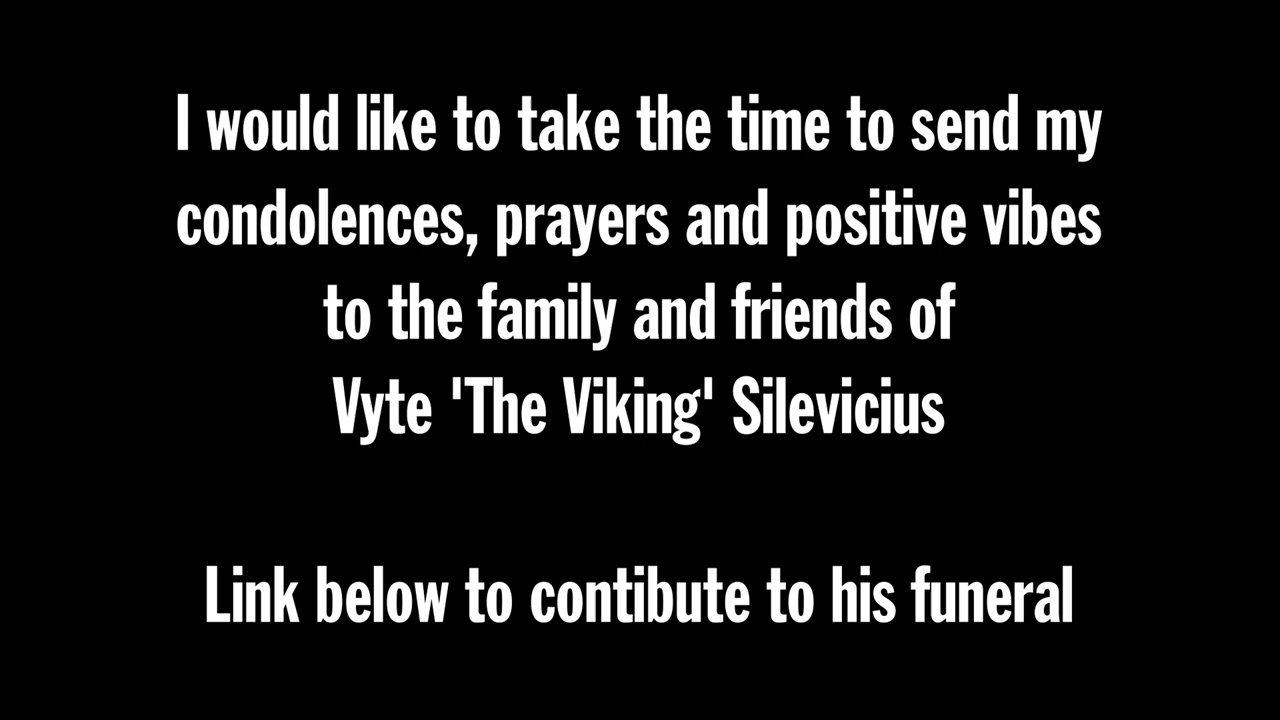 I would like to take the time to send my
condolences, prayers and positive vibes
to the family and friends of
Vyte 'The Viking' Silevicius
Link below to contibute to his funeral